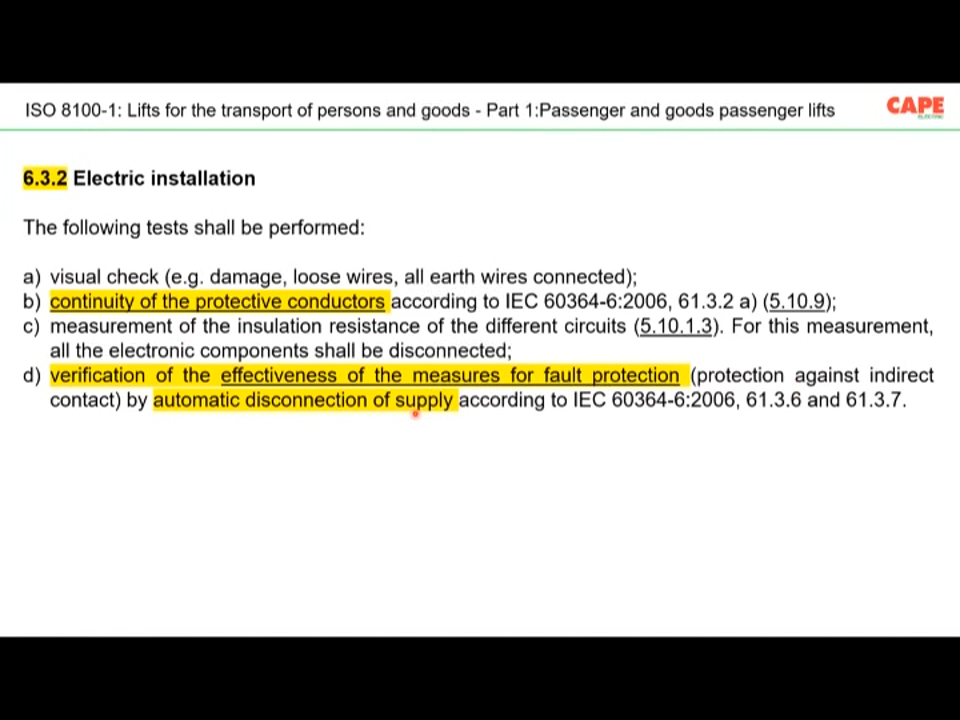 ISO 8100-1: Lifts for the transport of persons and goods - Part 1:Passenger and goods passenger lifts
CAPE
6.3.2 Electric installation
The following tests shall be performed:
a) visual check (e.g. damage, loose wires, all earth wires connected);
b) continuity of the protective conductors according to IEC 60364-6:2006, 61.3.2 a) (5.10.9);
c) measurement of the insulation resistance of the different circuits (5.10.1.3). For this measurement,
all the electronic components shall be disconnected;
d) verification of the effectiveness of the measures for fault protection (protection against indirect
contact) by automatic disconnection of supply according to IEC 60364-6:2006, 61.3.6 and 61.3.7.